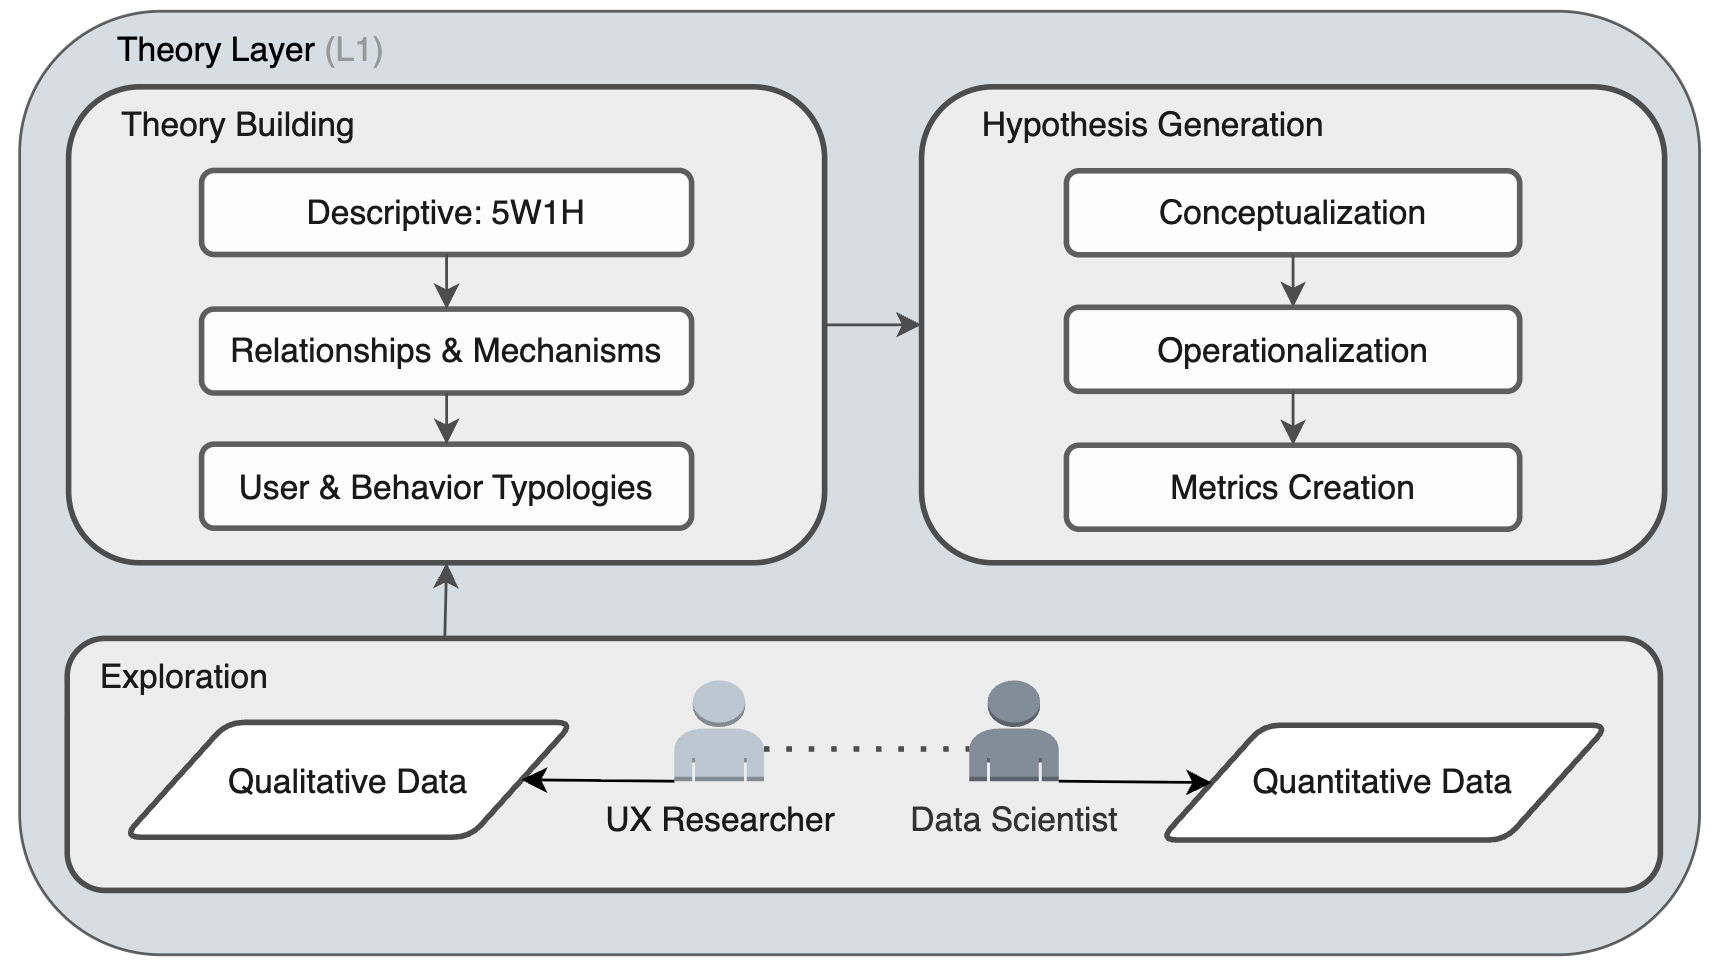 Theory Layer (L1)
Theory Building
Descriptive: 5W1H
Relationships & Mechanisms
User & Behavior Typologies
Hypothesis Generation
Conceptualization
Operationalization
Metrics Creation
Exploration
Qualitative Data
UX Researcher
Data Scientist
Quantitative Data